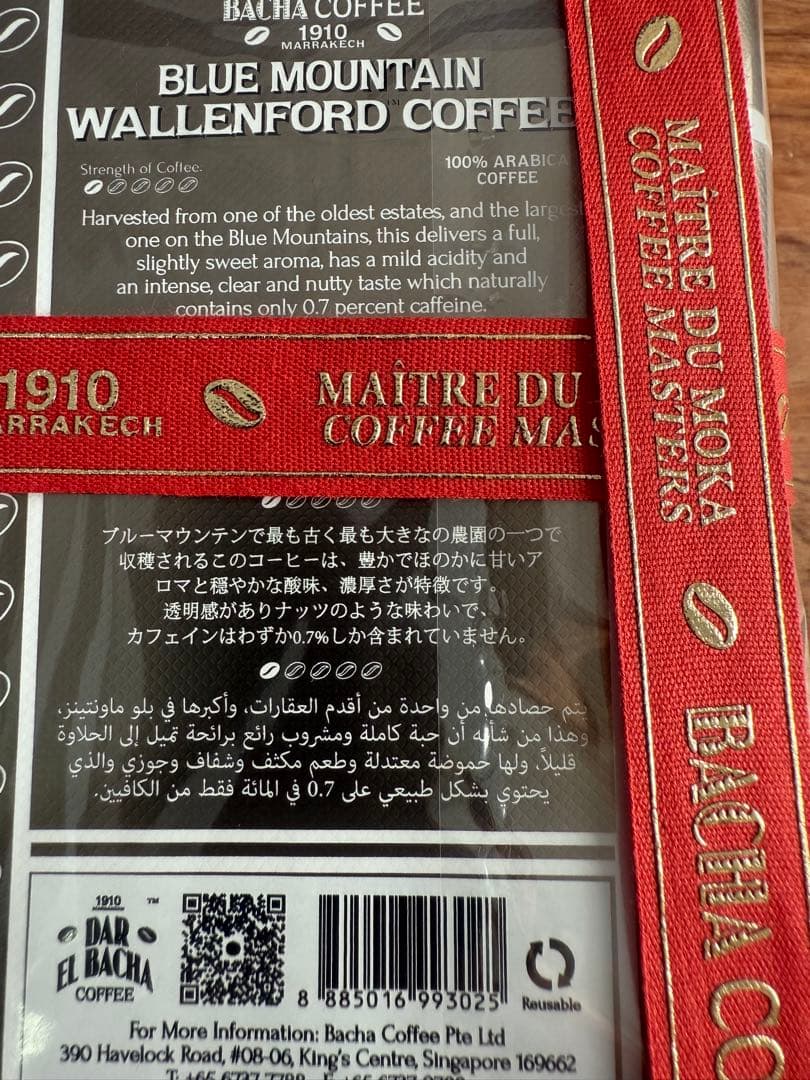 BACHA COFFEE
1910
MARRAKECH
BLUE MOUNTAIN
WALLENFORD™ COFFEE
Strength of Coffee.
100% ARABICA
COFFEE
Harvested from one of the oldest estates, and the largest
one on the Blue Mountains, this delivers a full,
slightly sweet aroma, has a mild acidity and
an intense, clear and nutty taste which naturally
contains only 0.7 percent caffeine.
1910
ARRAKECH
MAÎTRE DU
COFFEE MAS
MAÎTRE DU MOKA
COFFEE MASTERS
BACHA CO
ブルーマウンテンで最も古く最も大きなの農園の一つで
収穫されるこのコーヒーは、豊かでほのかに甘いア
ロマと穏やかな酸味、濃厚さが特徴です。
透明感がありナッツのような味わいで、
カフェインはわずか0.7%しか含まれていません。
يتم حصادها من واحدة من أقدم العقارات، وأكبرها في بلو ماونتينز،
وهذا من شأنه أن حبة كاملة ومشروب رائع برائحة تميل إلى الحلاوة
قليلاً، ولها حموضة معتدلة وطعم مكثف وشفاف وجوزي والذي
يحتوي بشكل طبيعي على 0.7 في المائة فقط من الكافيين.
1910 ™
DAR
EL BACHA
COFFEE
8 885016 993025
Reusable
For More Information: Bacha Coffee Pte Ltd
390 Havelock Road, #08-06, King's Centre, Singapore 169662